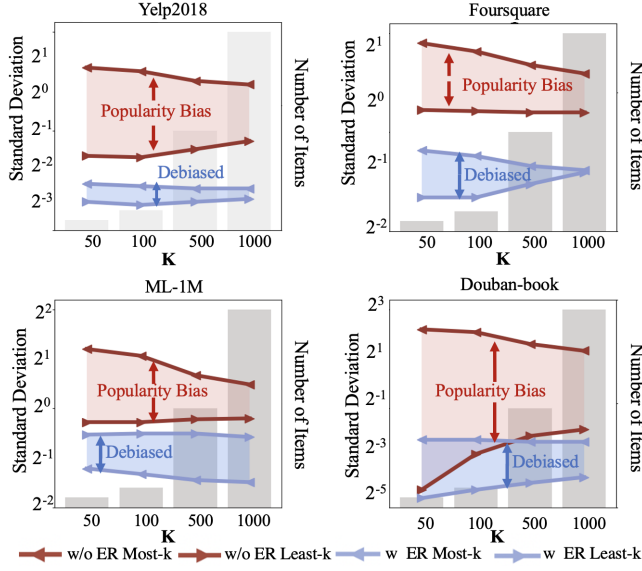 Yelp2018
Standard Deviation
2^1
2^0
2^-1
2^-2
2^-3
Popularity Bias
Debiased
50 100 500 1000
K
Number of Items
Foursquare
Standard Deviation
2^1
2^0
2^-1
2^-2
Popularity Bias
Debiased
50 100 500 1000
K
Number of Items
ML-1M
Standard Deviation
2^2
2^1
2^0
2^-1
2^-2
Popularity Bias
Debiased
50 100 500 1000
K
Number of Items
Douban-book
Standard Deviation
2^3
2^1
2^-1
2^-3
2^-5
Popularity Bias
Debiased
50 100 500 1000
K
Number of Items
w/o ER Most-k w/o ER Least-k w ER Most-k w ER Least-k